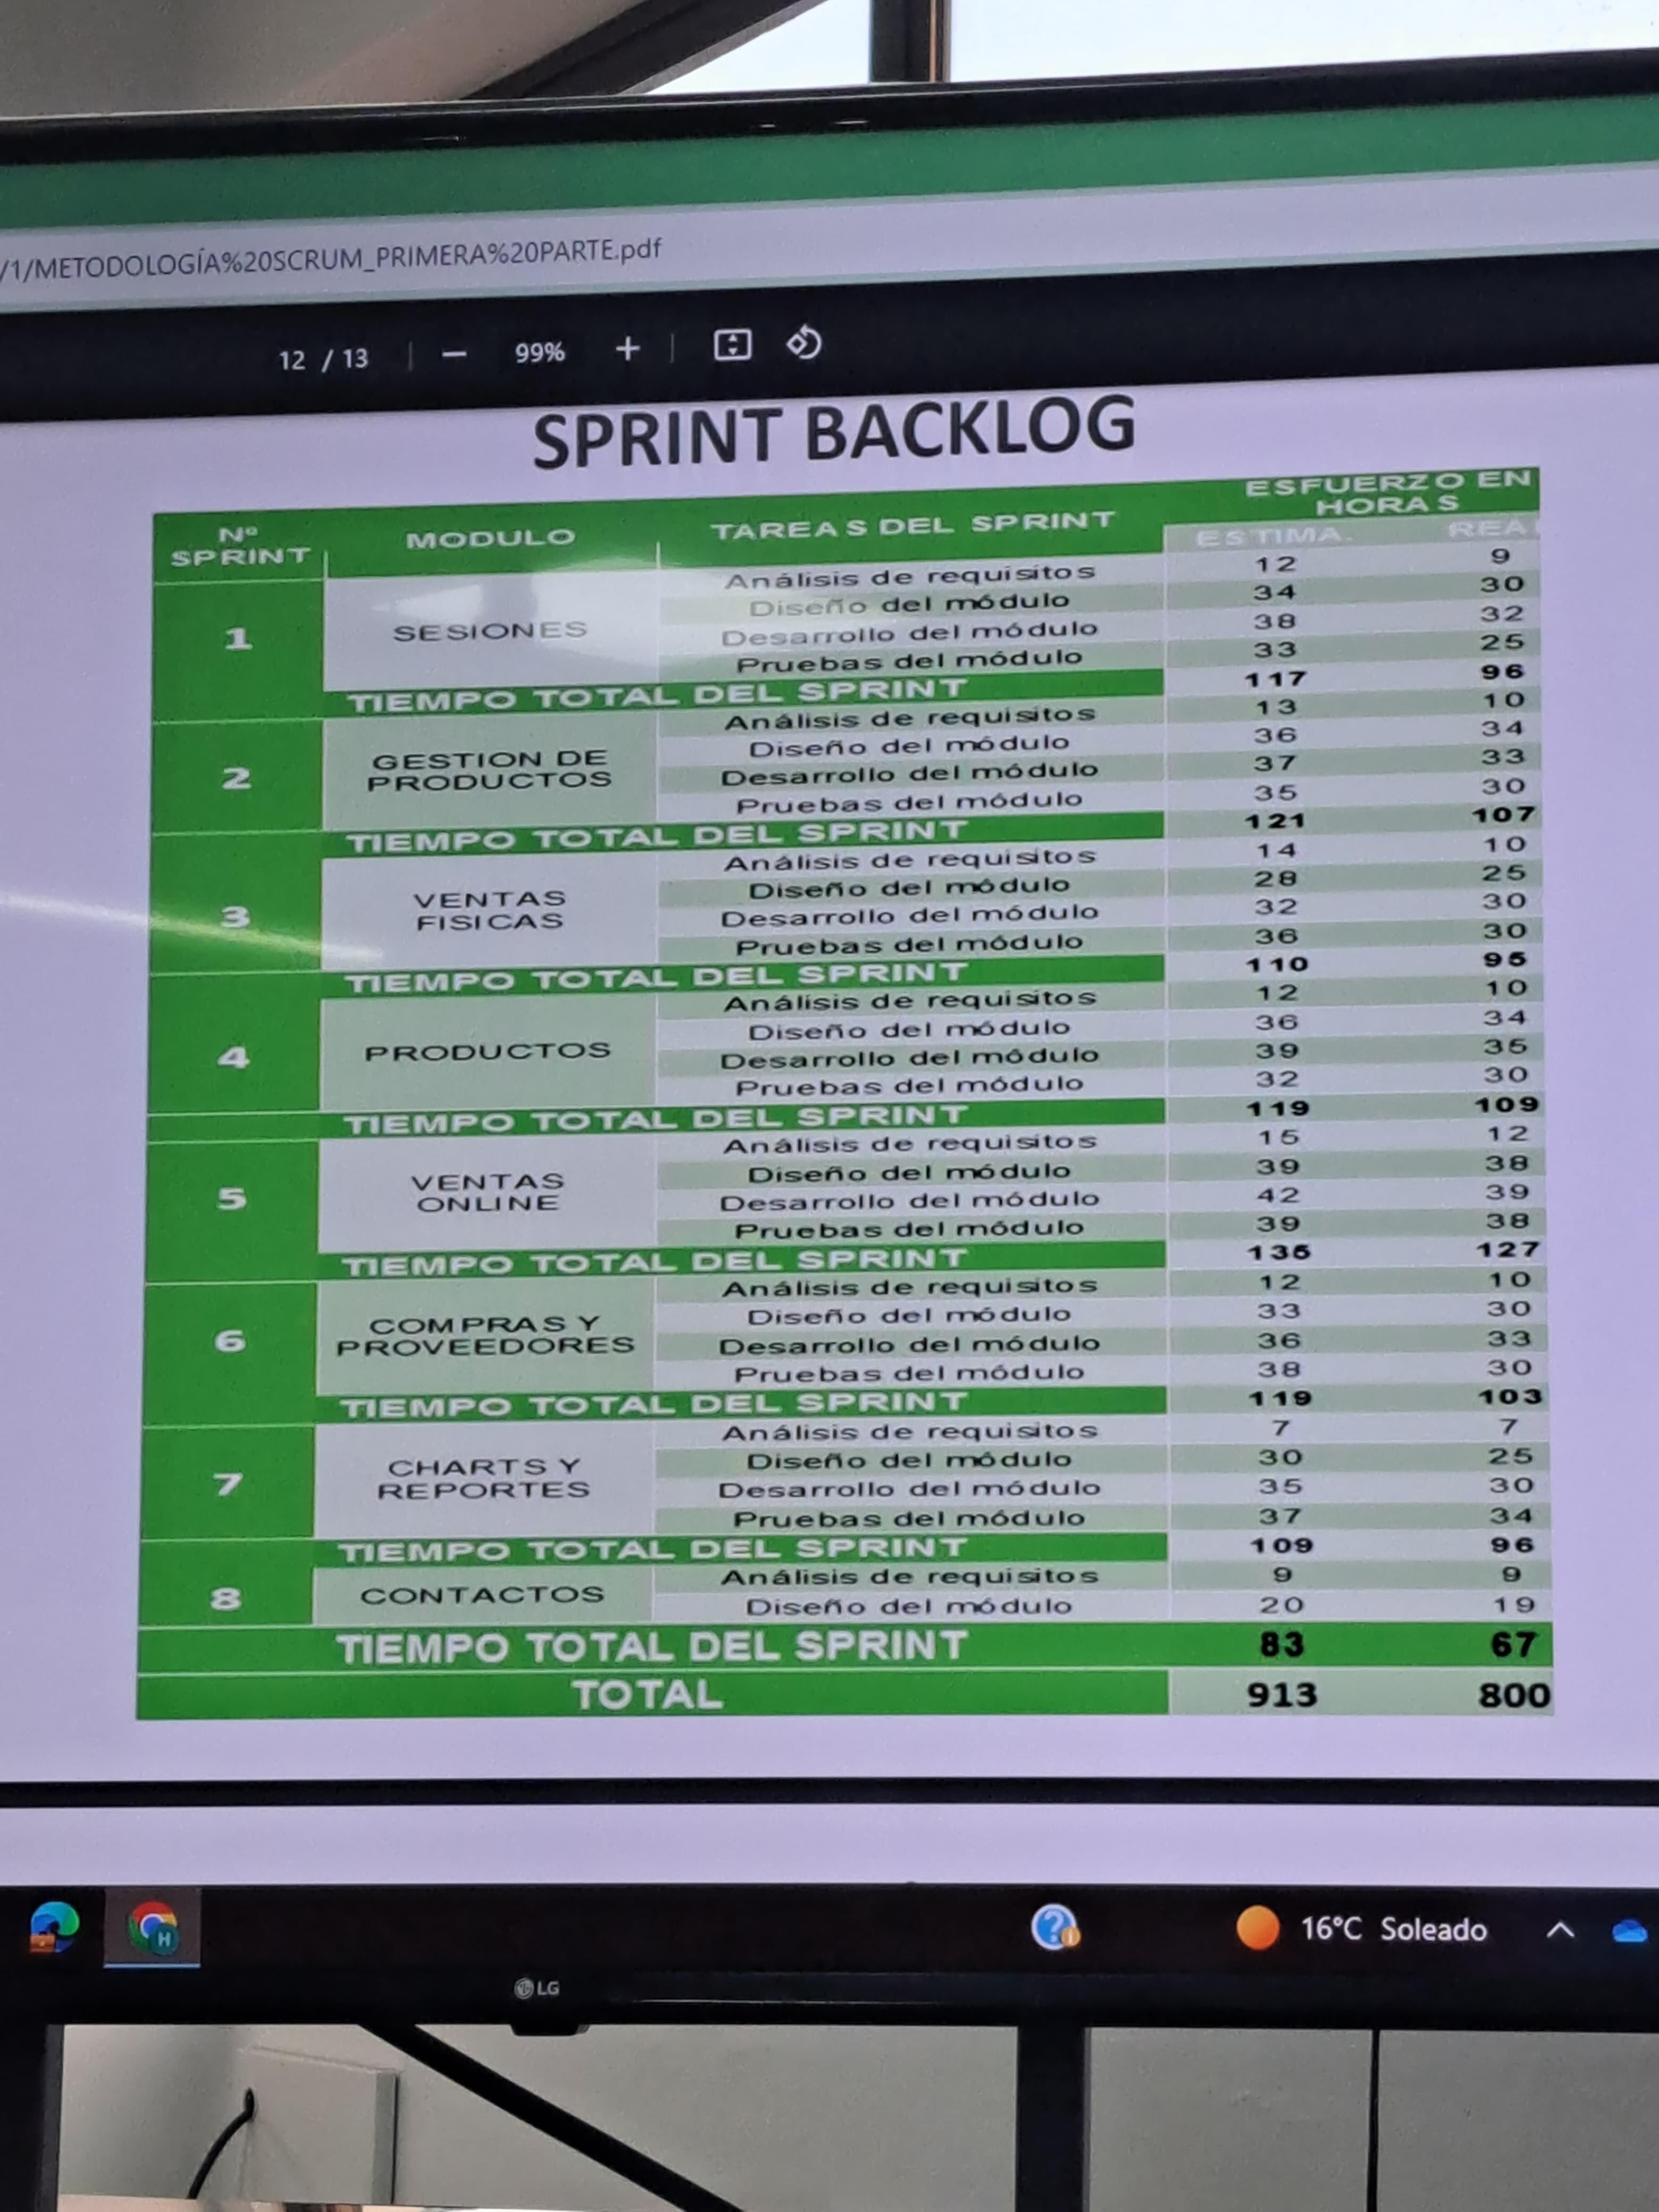 /1/METODOLOGÍA%20SCRUM_PRIMERA%20PARTE.pdf
12 / 13 | — 99% + |
SPRINT BACKLOG
Nº SPRINT MODULO TAREAS DEL SPRINT ESFUERZO EN HORAS
ESTIMA. REAL
1 SESIONES
Análisis de requisitos 12 9
Diseño del módulo 34 30
Desarrollo del módulo 38 32
Pruebas del módulo 33 25
TIEMPO TOTAL DEL SPRINT 117 96
2 GESTION DE PRODUCTOS
Análisis de requisitos 13 10
Diseño del módulo 36 34
Desarrollo del módulo 37 33
Pruebas del módulo 35 30
TIEMPO TOTAL DEL SPRINT 121 107
3 VENTAS FISICAS
Análisis de requisitos 14 10
Diseño del módulo 28 25
Desarrollo del módulo 32 30
Pruebas del módulo 36 30
TIEMPO TOTAL DEL SPRINT 110 95
4 PRODUCTOS
Análisis de requisitos 12 10
Diseño del módulo 36 34
Desarrollo del módulo 39 35
Pruebas del módulo 32 30
TIEMPO TOTAL DEL SPRINT 119 109
5 VENTAS ONLINE
Análisis de requisitos 15 12
Diseño del módulo 39 38
Desarrollo del módulo 42 39
Pruebas del módulo 39 38
TIEMPO TOTAL DEL SPRINT 135 127
6 COMPRAS Y PROVEEDORES
Análisis de requisitos 12 10
Diseño del módulo 33 30
Desarrollo del módulo 36 33
Pruebas del módulo 38 30
TIEMPO TOTAL DEL SPRINT 119 103
7 CHARTS Y REPORTES
Análisis de requisitos 7 7
Diseño del módulo 30 25
Desarrollo del módulo 35 30
Pruebas del módulo 37 34
TIEMPO TOTAL DEL SPRINT 109 96
8 CONTACTOS
Análisis de requisitos 9 9
Diseño del módulo 20 19
TIEMPO TOTAL DEL SPRINT 83 67
TOTAL 913 800
H ? 16°C Soleado
LG